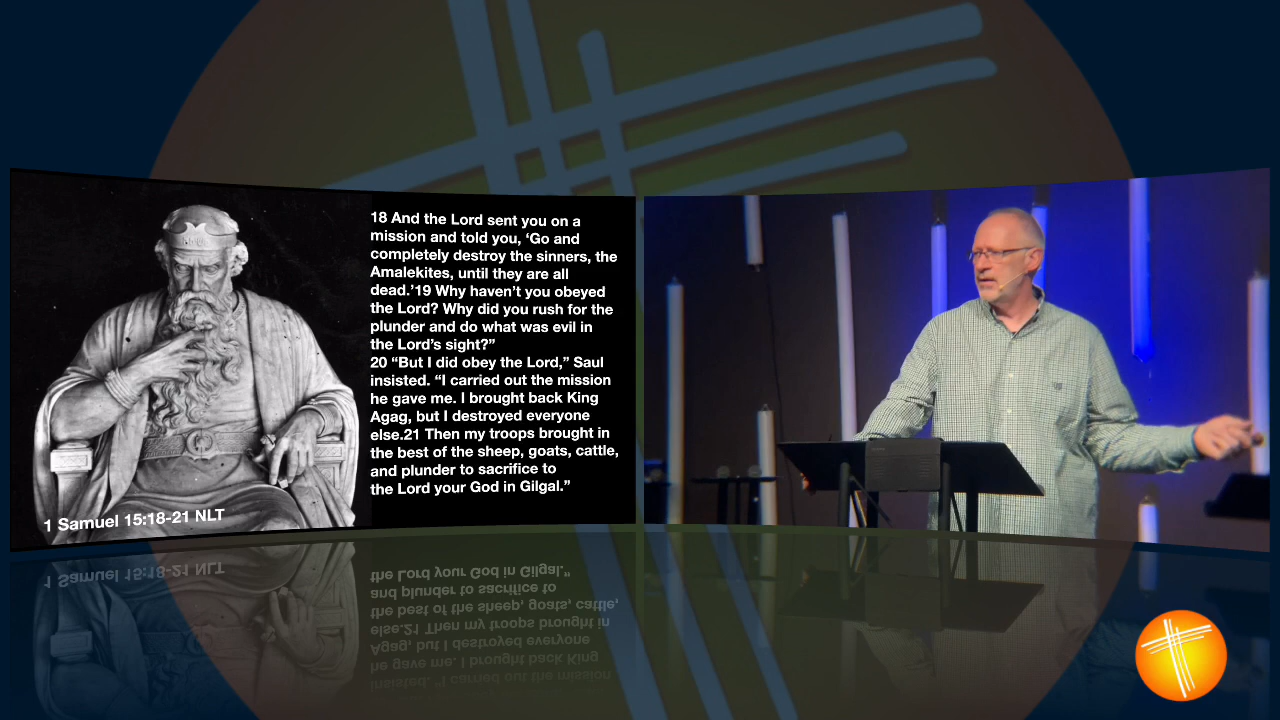 18 And the Lord sent you on a
mission and told you, ‘Go and
completely destroy the sinners, the
Amalekites, until they are all
dead.’19 Why haven’t you obeyed
the Lord? Why did you rush for the
plunder and do what was evil in
the Lord’s sight?”
20 “But I did obey the Lord,” Saul
insisted. “I carried out the mission
he gave me. I brought back King
Agag, but I destroyed everyone
else.21 Then my troops brought in
the best of the sheep, goats, cattle,
and plunder to sacrifice to
the Lord your God in Gilgal.”
1 Samuel 15:18-21 NLT